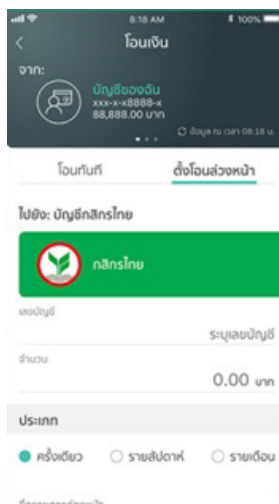 8:18 AM 100%
โอนเงิน
จาก:
บัญชีของฉัน
xxx-x-x8888-x
88,888.00 บาท
ข้อมูล ณ เวลา 08:18 น.
โอนทันที ตั้งโอนล่วงหน้า
ไปยัง: บัญชีกสิกรไทย
กสิกรไทย
เลขบัญชี
ระบุเลขบัญชี
จำนวน
0.00 บาท
ประเภท
ครั้งเดียว รายสัปดาห์ รายเดือน